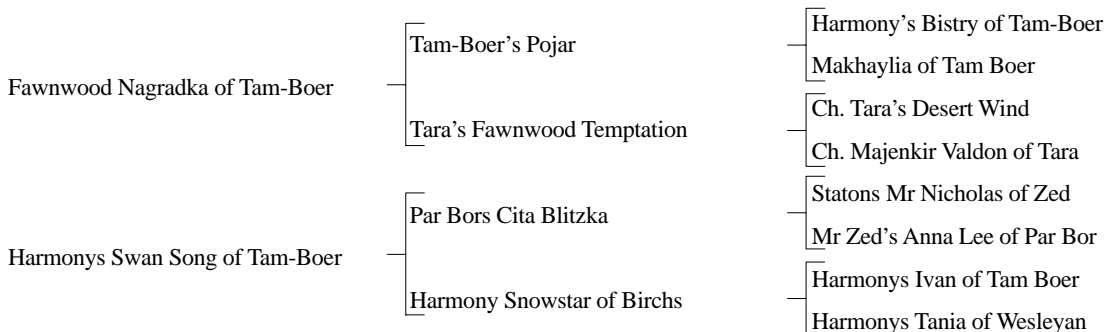 Harmony’s Bistry of Tam-Boer
Tam-Boer’s Pojar
Makhaylia of Tam Boer
Fawnwood Nagradka of Tam-Boer
Ch. Tara’s Desert Wind
Tara’s Fawnwood Temptation
Ch. Majenkir Valdon of Tara
Statons Mr Nicholas of Zed
Par Bors Cita Blitzka
Mr Zed’s Anna Lee of Par Bor
Harmonys Swan Song of Tam-Boer
Harmonys Ivan of Tam Boer
Harmony Snowstar of Birchs
Harmonys Tania of Wesleyan